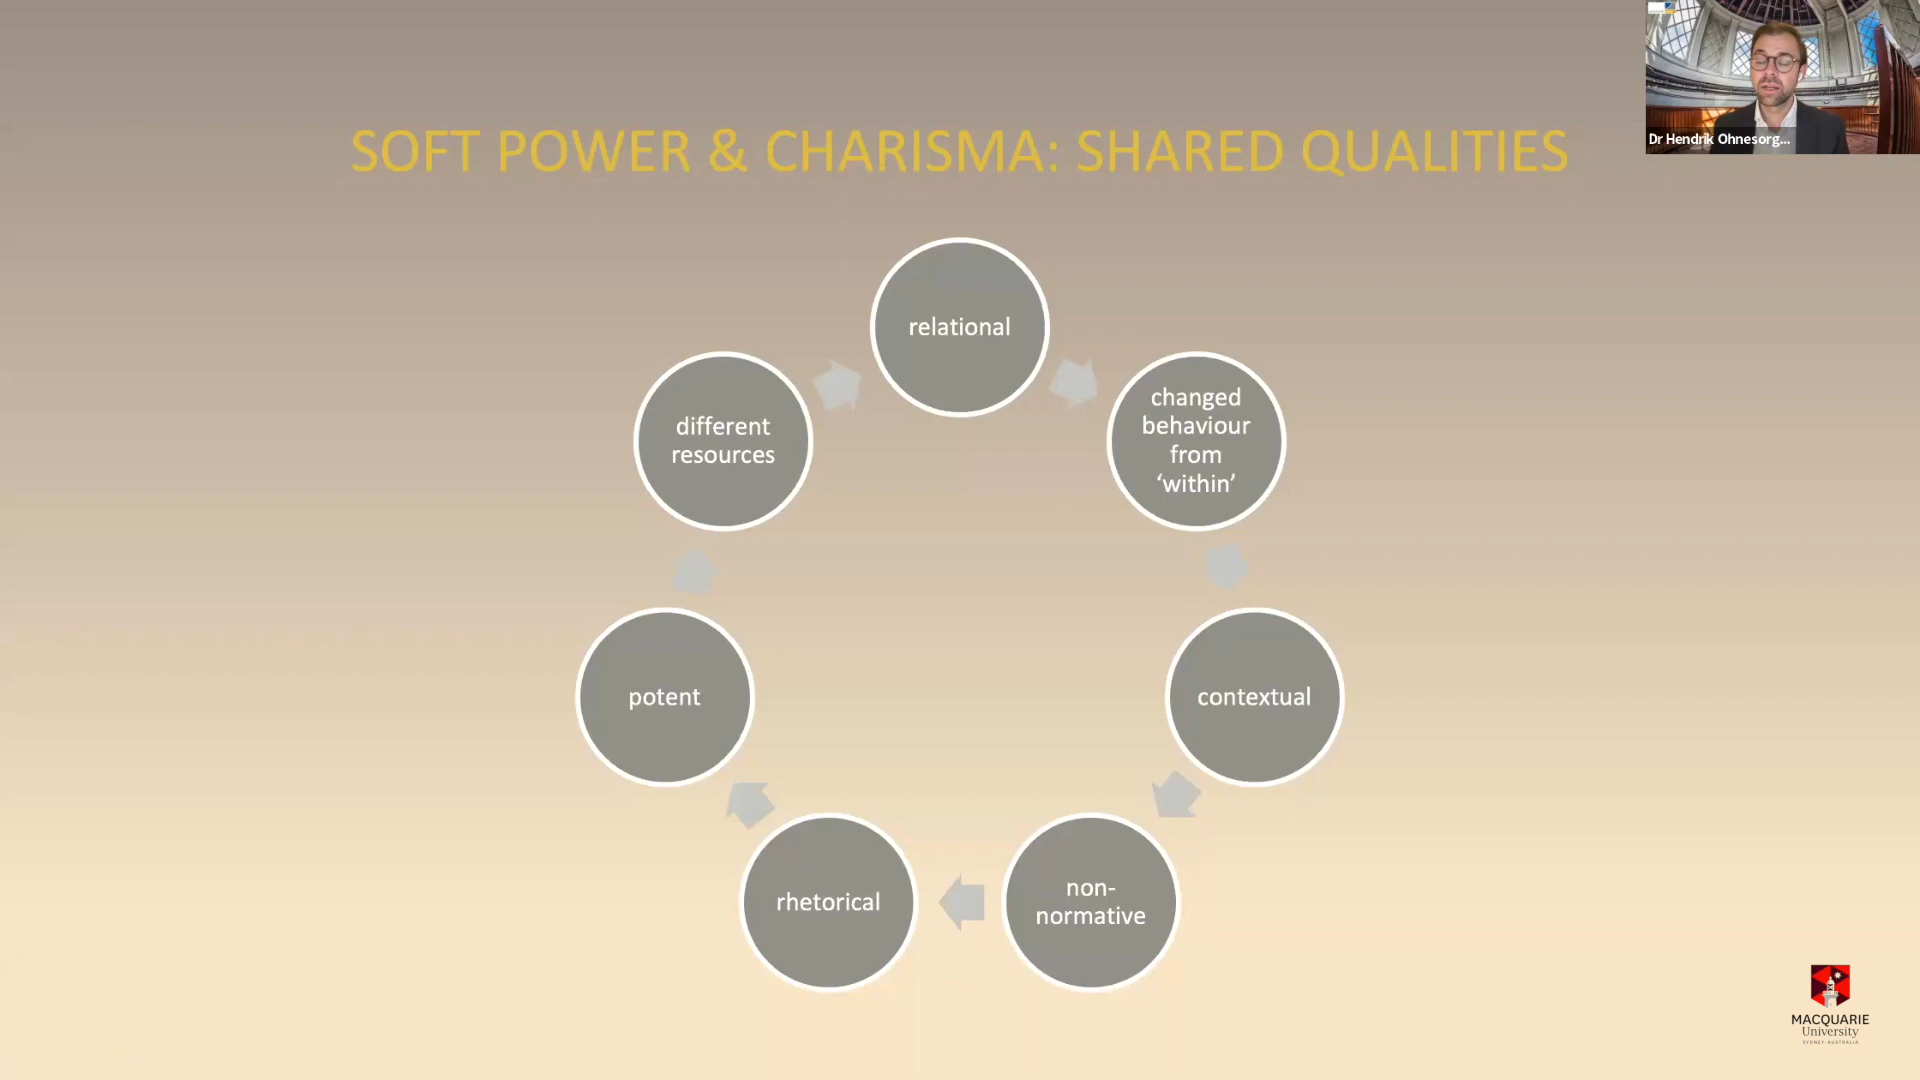 Dr Hendrik Ohnesorg...
SOFT POWER & CHARISMA: SHARED QUALITIES
relational
changed
behaviour
from
‘within’
contextual
non-
normative
rhetorical
potent
different
resources
MACQUARIE
University
SYDNEY·AUSTRALIA